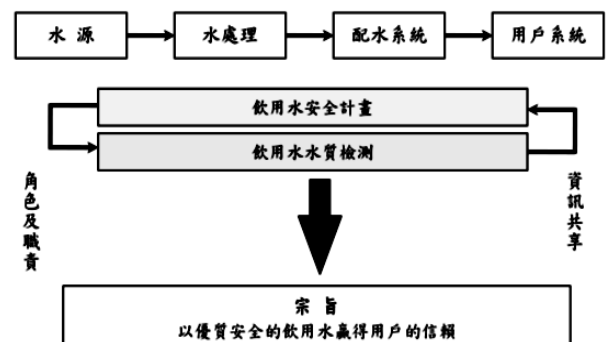 水 源
水處理
配水系統
用戶系統
飲用水安全計畫
飲用水水質檢測
角色及職責
資訊共享
宗 旨
以優質安全的飲用水贏得用戶的信賴